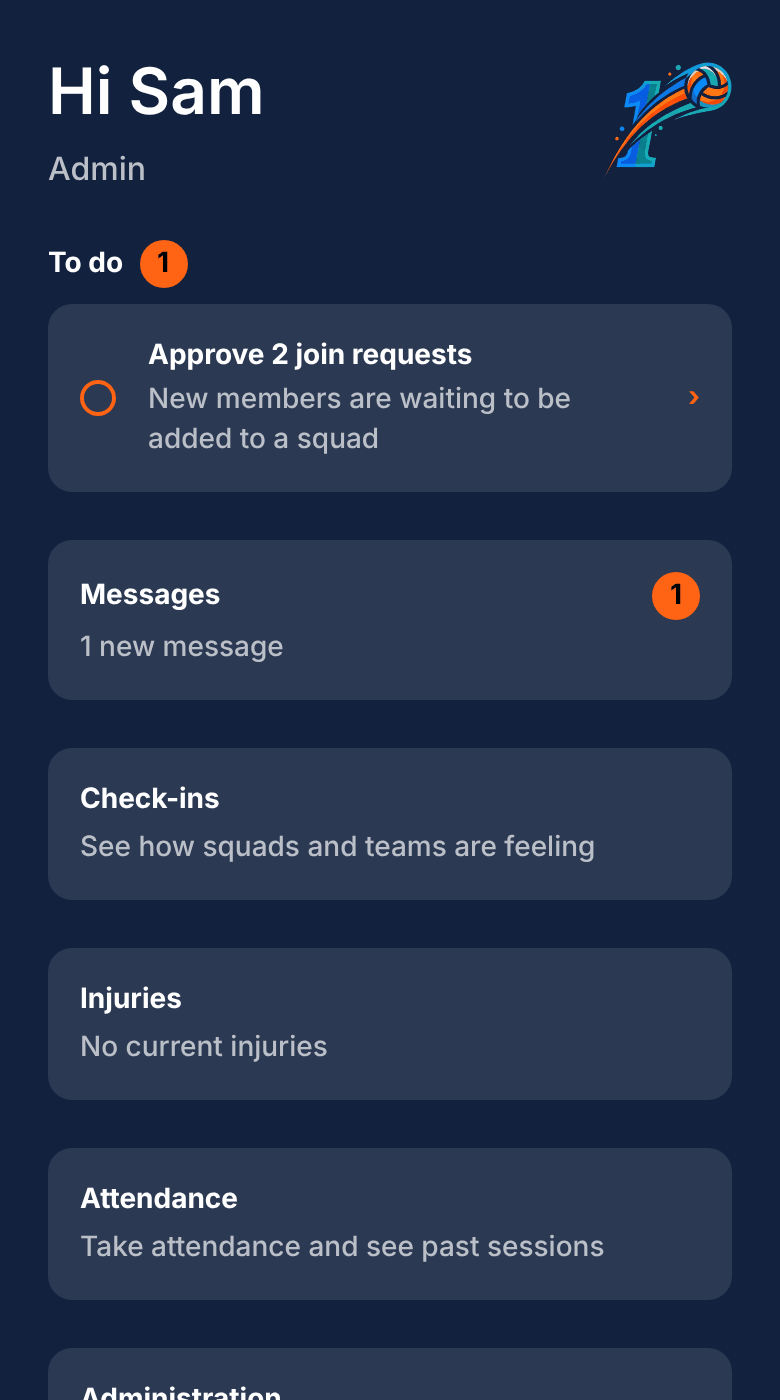 Hi Sam
Admin
1
To do 1
Approve 2 join requests
New members are waiting to be
added to a squad
›
Messages 1
1 new message
Check-ins
See how squads and teams are feeling
Injuries
No current injuries
Attendance
Take attendance and see past sessions
Administration